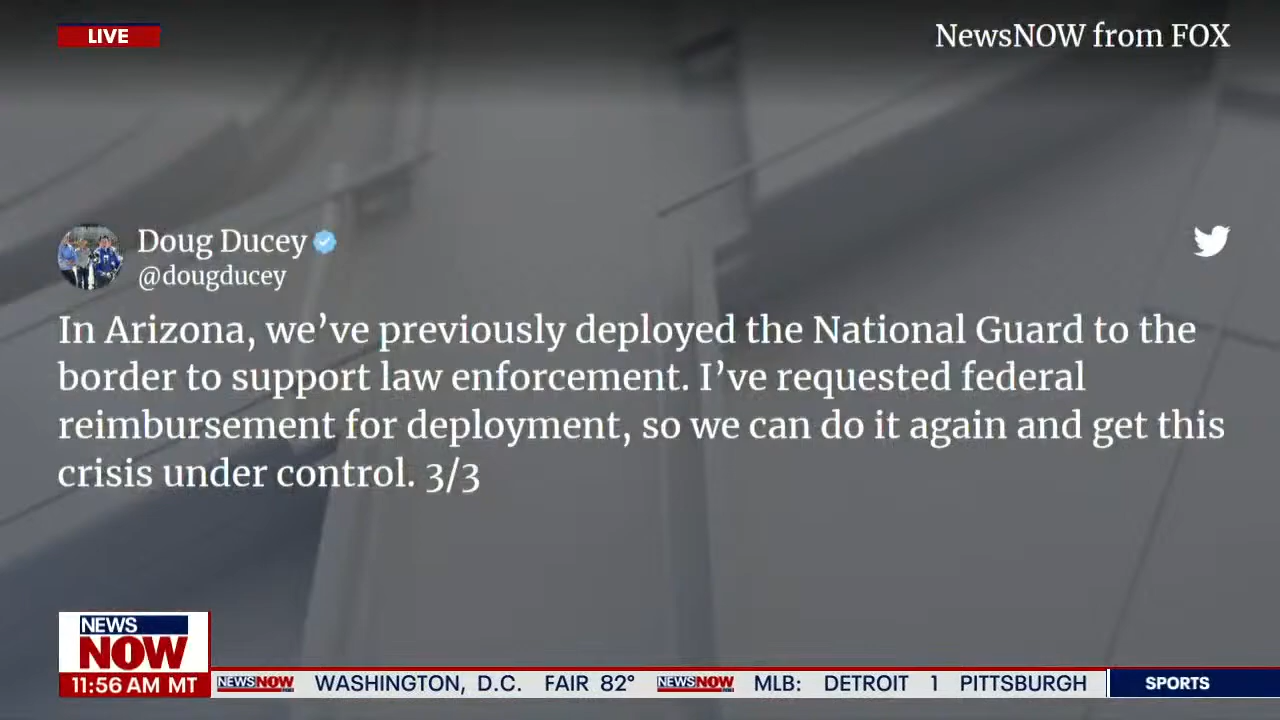 LIVE
NewsNOW from FOX
Doug Ducey
@dougducey
In Arizona, we’ve previously deployed the National Guard to the
border to support law enforcement. I’ve requested federal
reimbursement for deployment, so we can do it again and get this
crisis under control. 3/3
NEWS
NOW
11:56 AM MT
NEWSNOW WASHINGTON, D.C. FAIR 82° NEWSNOW MLB: DETROIT 1 PITTSBURGH SPORTS